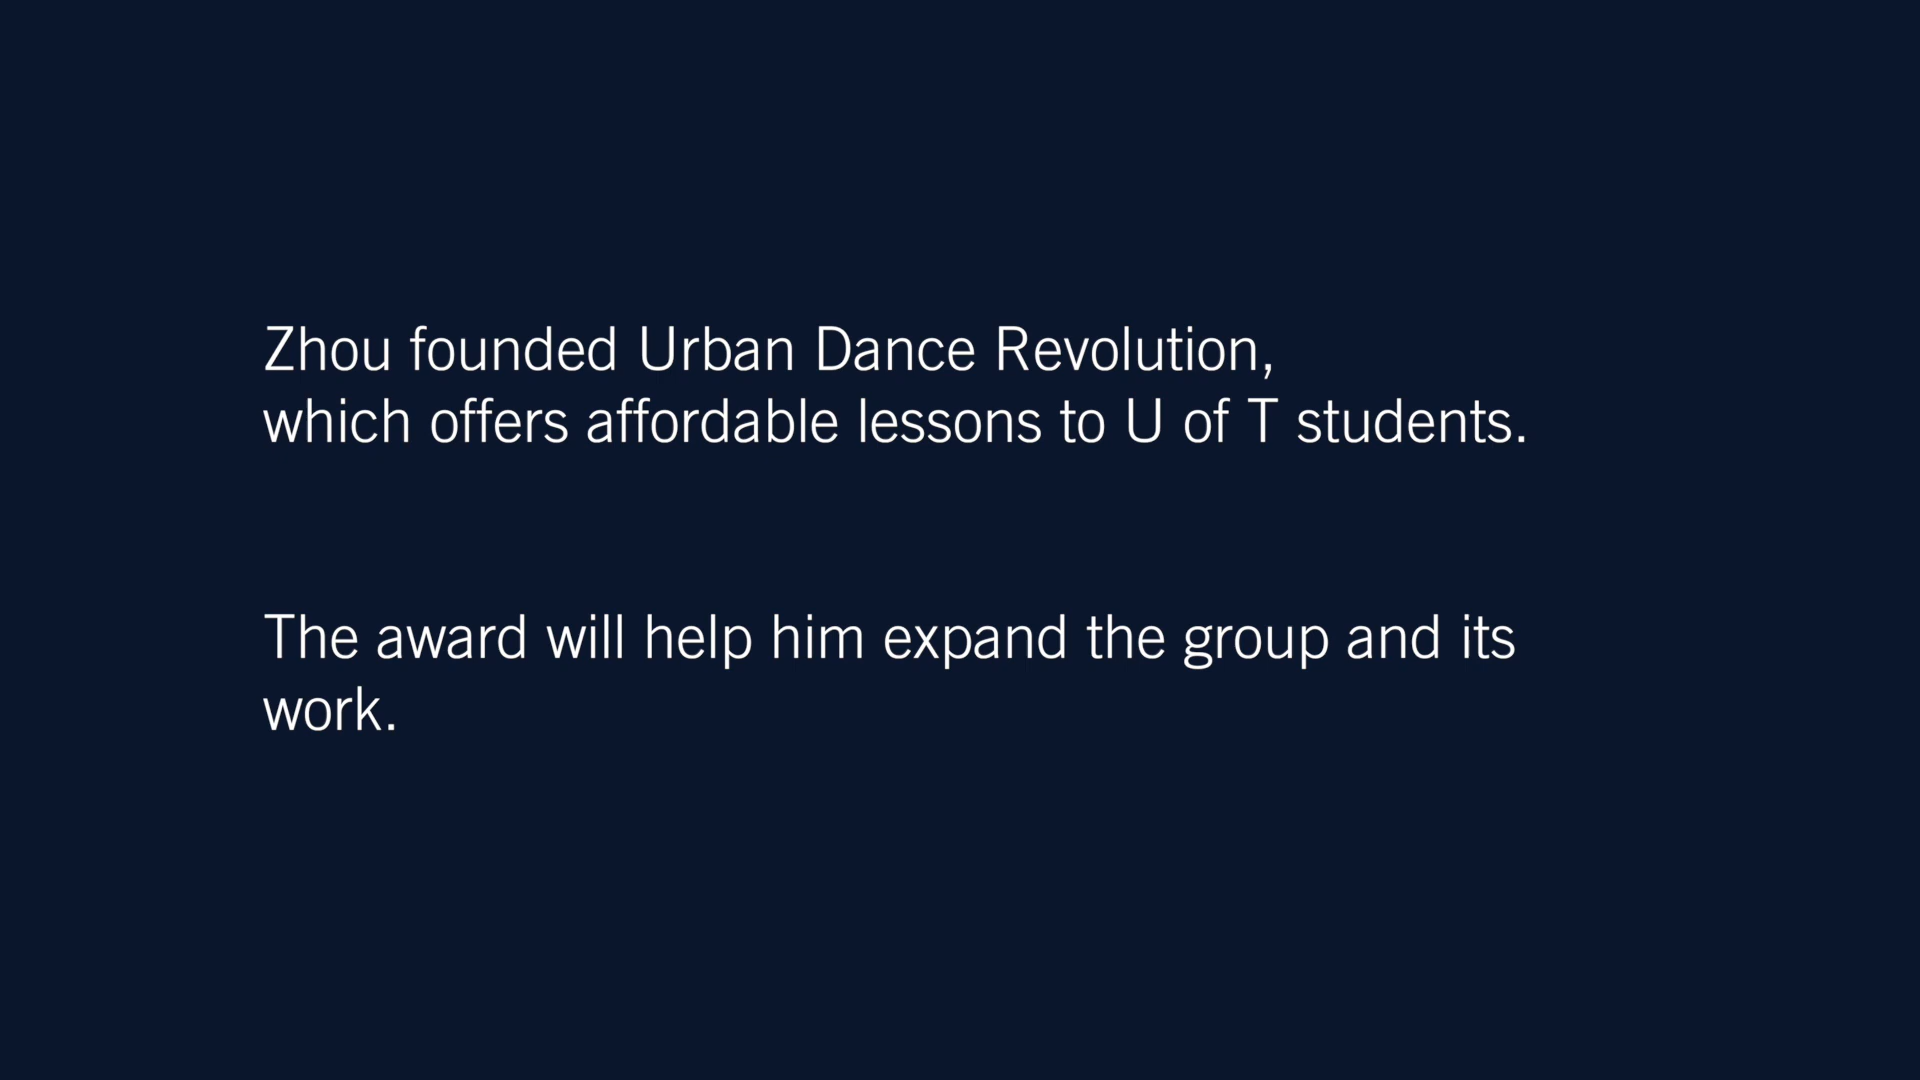 Zhou founded Urban Dance Revolution,
which offers affordable lessons to U of T students.
The award will help him expand the group and its
work.